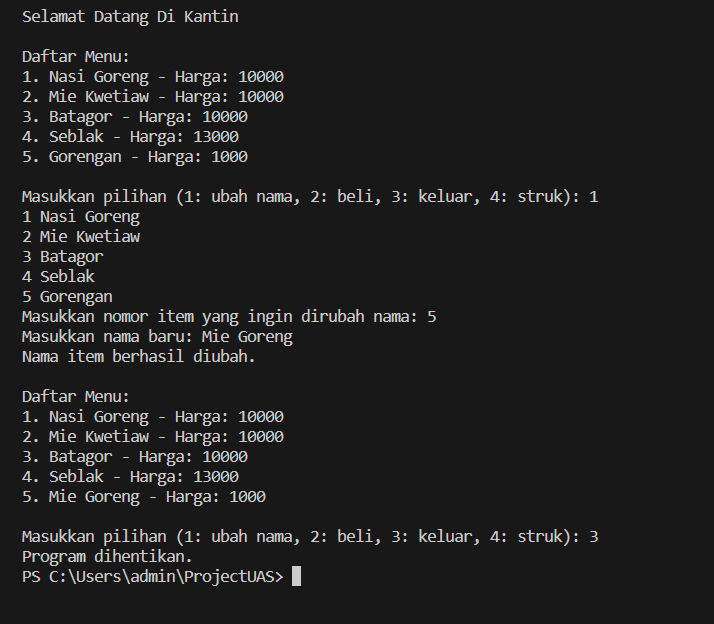 Selamat Datang Di Kantin
Daftar Menu:
1. Nasi Goreng - Harga: 10000
2. Mie Kwetiaw - Harga: 10000
3. Batagor - Harga: 10000
4. Seblak - Harga: 13000
5. Gorengan - Harga: 1000
Masukkan pilihan (1: ubah nama, 2: beli, 3: keluar, 4: struk): 1
1 Nasi Goreng
2 Mie Kwetiaw
3 Batagor
4 Seblak
5 Gorengan
Masukkan nomor item yang ingin dirubah nama: 5
Masukkan nama baru: Mie Goreng
Nama item berhasil diubah.
Daftar Menu:
1. Nasi Goreng - Harga: 10000
2. Mie Kwetiaw - Harga: 10000
3. Batagor - Harga: 10000
4. Seblak - Harga: 13000
5. Mie Goreng - Harga: 1000
Masukkan pilihan (1: ubah nama, 2: beli, 3: keluar, 4: struk): 3
Program dihentikan.
PS C:\Users\admin\ProjectUAS>